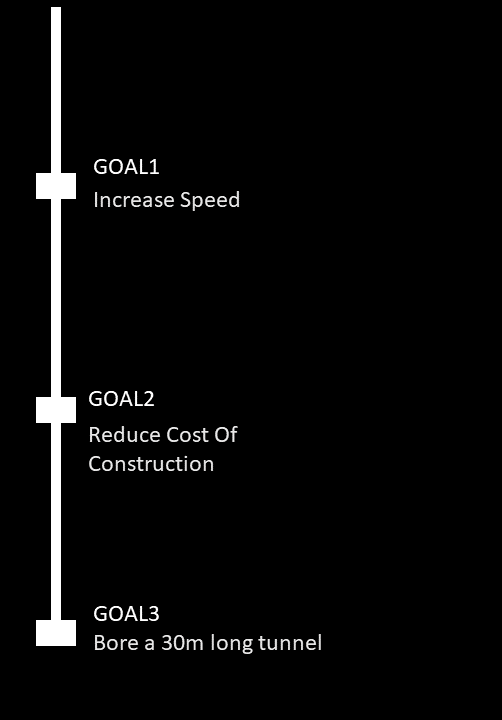 GOAL1
Increase Speed
GOAL2
Reduce Cost Of
Construction
GOAL3
Bore a 30m long tunnel